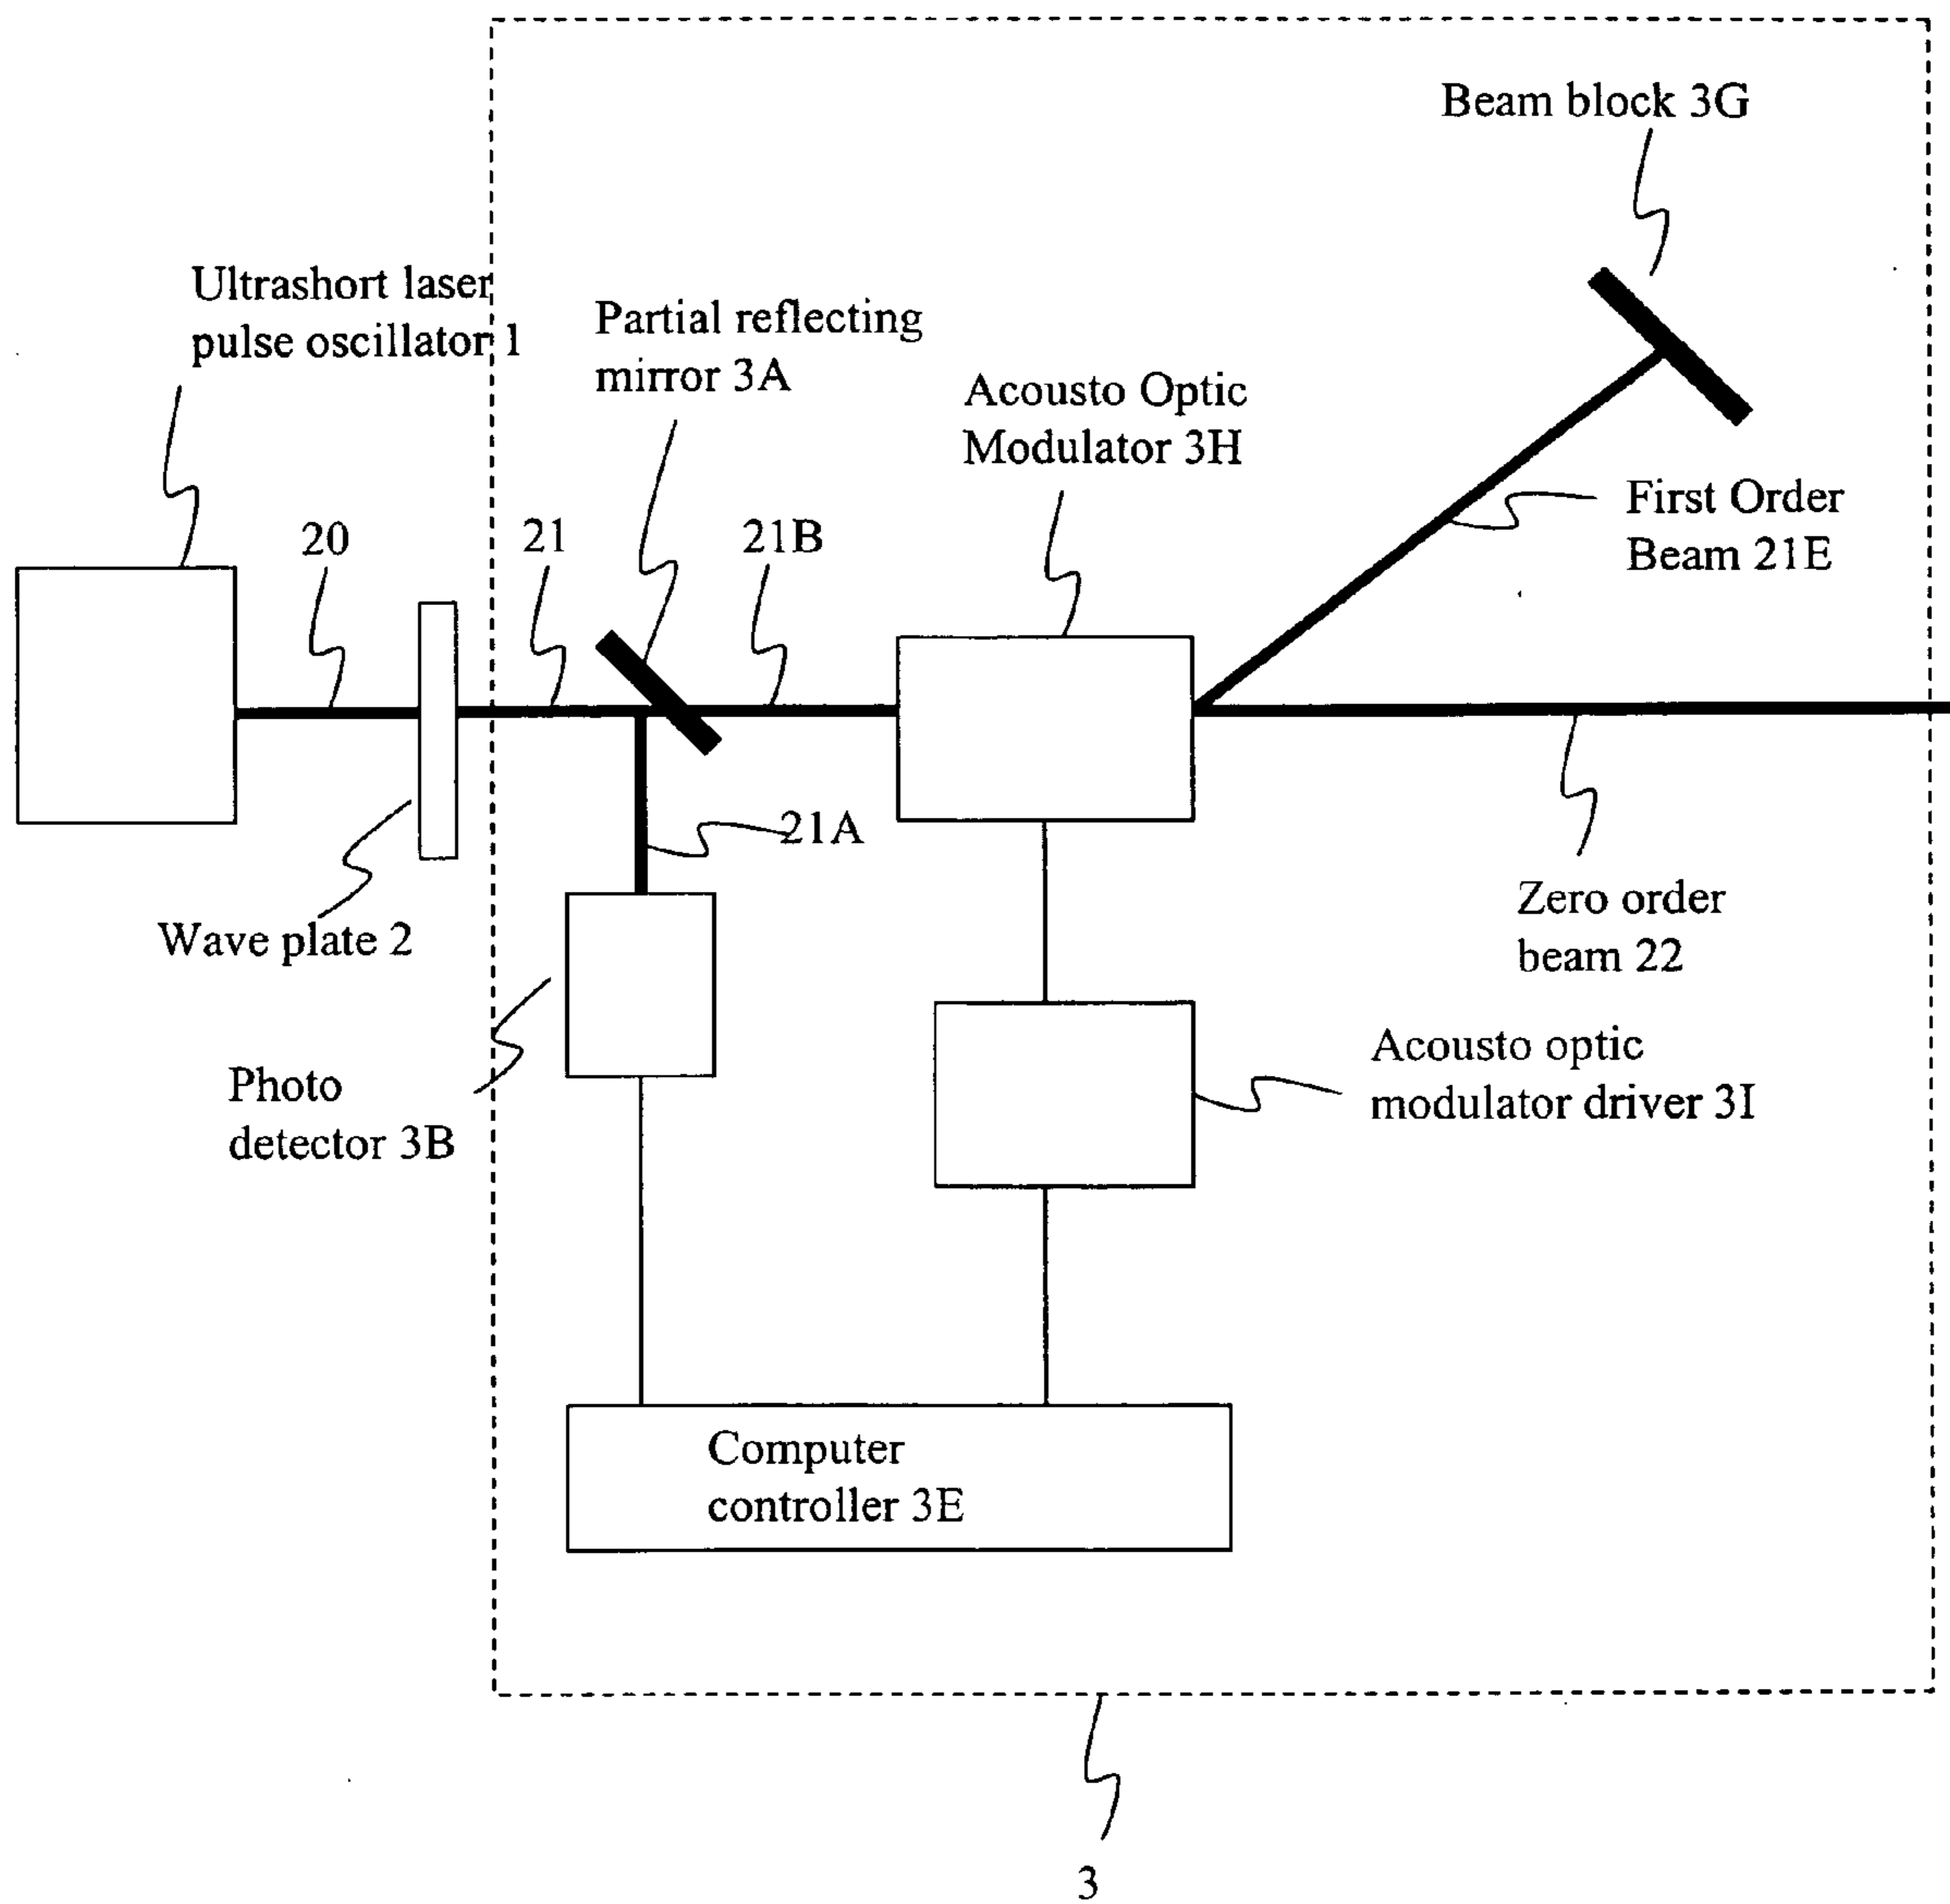 Beam block 3G
Ultrashort laser
pulse oscillator 1
Partial reflecting
mirror 3A
Acousto Optic
Modulator 3H
First Order
Beam 21E
20
21
21B
21A
Wave plate 2
Zero order
beam 22
Photo
detector 3B
Acousto optic
modulator driver 3I
Computer
controller 3E
3